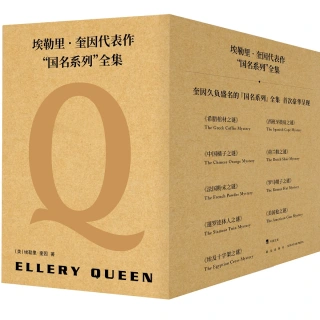 埃勒里·奎因代表作
“国名系列”全集
Q
(美)埃勒里·奎因 著
ELLERY QUEEN
埃勒里·奎因代表作
“国名系列”全集
奎因久负盛名的「国名系列」全集 首次豪华呈现
《希腊棺材之谜》
The Greek Coffin Mystery
《中国橘子之谜》
The Chinese Orange Mystery
《法国粉末之谜》
The French Powder Mystery
《暹罗连体人之谜》
The Siamese Twin Mystery
《埃及十字架之谜》
The Egyptian Cross Mystery
《西班牙披肩之谜》
The Spanish Cape Mystery
《荷兰鞋之谜》
The Dutch Shoe Mystery
《罗马帽子之谜》
The Roman Hat Mystery
《美国枪之谜》
The American Gun Mystery